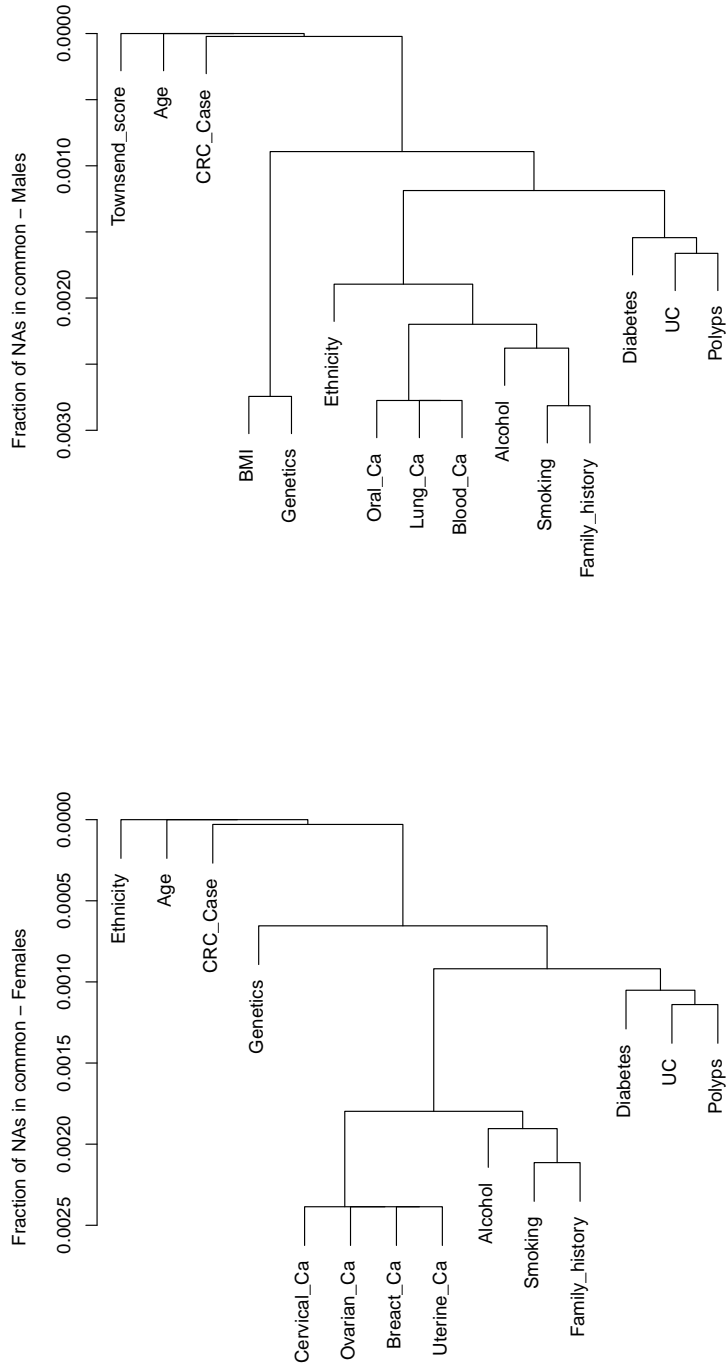 Fraction of NAs in common − Males
0.0030
0.0020
0.0010
0.0000
Townsend_score
Age
CRC_Case
BMI
Genetics
Ethnicity
Oral_Ca
Lung_Ca
Blood_Ca
Alcohol
Smoking
Family_history
Diabetes
UC
Polyps
Fraction of NAs in common − Females
0.0025
0.0020
0.0015
0.0010
0.0005
0.0000
Ethnicity
Age
CRC_Case
Genetics
Cervical_Ca
Ovarian_Ca
Breact_Ca
Uterine_Ca
Alcohol
Smoking
Family_history
Diabetes
UC
Polyps